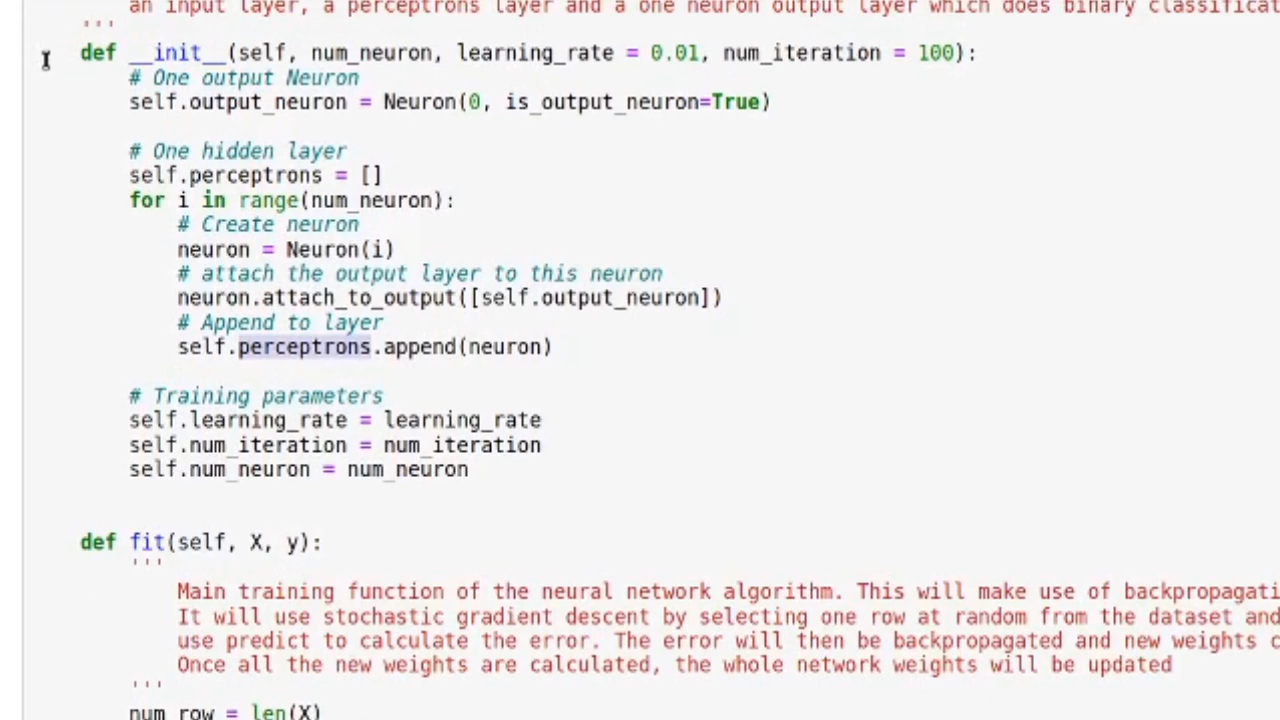 an input layer, a perceptrons layer and a one neuron output layer which does binary
'''
def __init__(self, num_neuron, learning_rate = 0.01, num_iteration = 100):
# One output Neuron
self.output_neuron = Neuron(0, is_output_neuron=True)
# One hidden layer
self.perceptrons = []
for i in range(num_neuron):
# Create neuron
neuron = Neuron(i)
# attach the output layer to this neuron
neuron.attach_to_output([self.output_neuron])
# Append to layer
self.perceptrons.append(neuron)
# Training parameters
self.learning_rate = learning_rate
self.num_iteration = num_iteration
self.num_neuron = num_neuron
def fit(self, X, y):
'''
Main training function of the neural network algorithm. This will make use of backpropagati
It will use stochastic gradient descent by selecting one row at random from the dataset and
use predict to calculate the error. The error will then be backpropagated and new weights c
Once all the new weights are calculated, the whole network weights will be updated
'''
num_row = len(X)